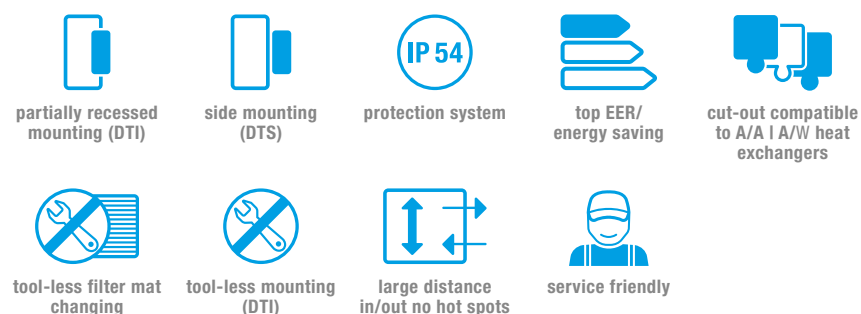 partially recessed
mounting (DTI)
side mounting
(DTS)
IP 54
protection system
top EER/
energy saving
cut-out compatible
to A/A I A/W heat
exchangers
tool-less filter mat
changing
tool-less mounting
(DTI)
large distance
in/out no hot spots
service friendly